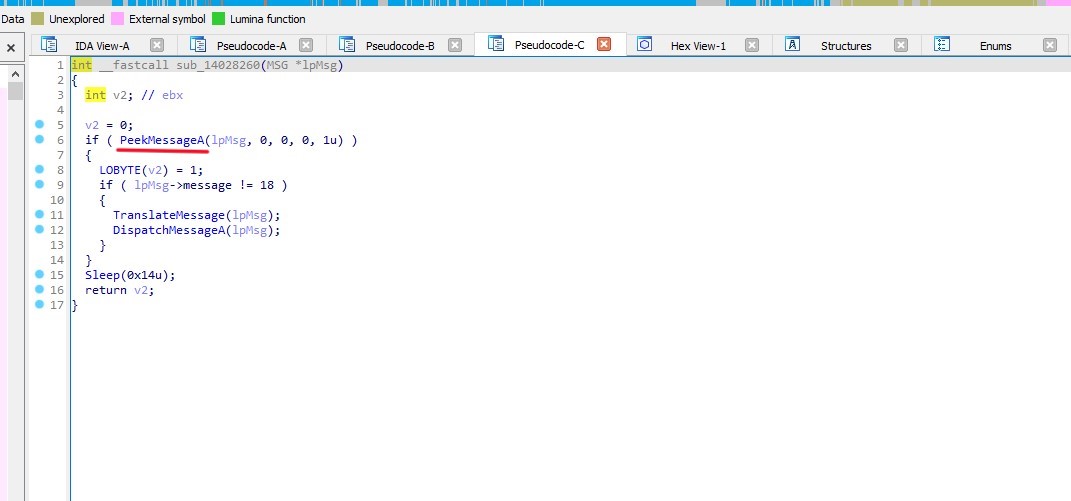 Data Unexplored External symbol Lumina function
IDA View-A Pseudocode-A Pseudocode-B Pseudocode-C Hex View-1 Structures Enums
1 int __fastcall sub_14028260(MSG *lpMsg)
2 {
3 int v2; // ebx
4
5 v2 = 0;
6 if ( PeekMessageA(lpMsg, 0, 0, 0, 1u) )
7 {
8 LOBYTE(v2) = 1;
9 if ( lpMsg->message != 18 )
10 {
11 TranslateMessage(lpMsg);
12 DispatchMessageA(lpMsg);
13 }
14 }
15 Sleep(0x14u);
16 return v2;
17 }